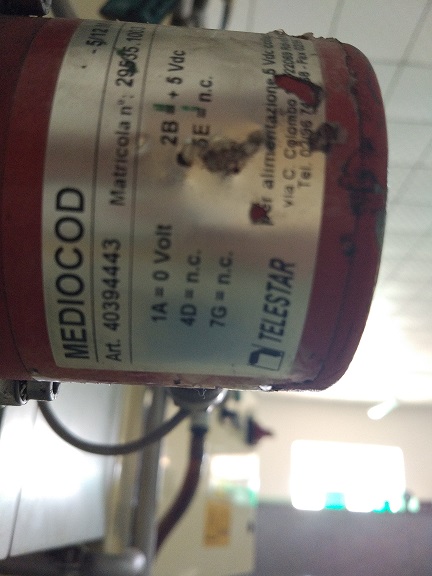 MEDIOCOD
Art. 40394443 Matricola n°:
1A = 0 Volt 2B + 5 Vdc
4D = n.c. 5E = n.c.
7G = n.c.
per alimentazione 5 Vdc
TELESTAR via C. Colombo
Tel.